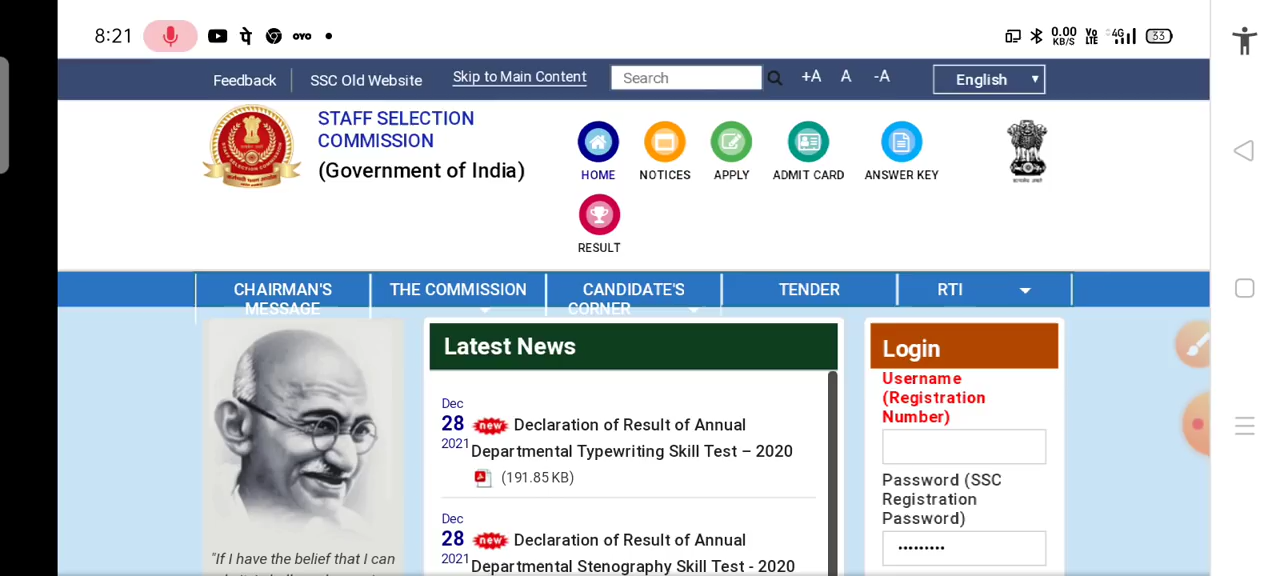 8:21 पे OYO 0.00 KB/S Vo LTE 4G 33
Feedback SSC Old Website Skip to Main Content Search +A A -A English
STAFF SELECTION
COMMISSION
(Government of India)
HOME NOTICES APPLY ADMIT CARD ANSWER KEY
RESULT
CHAIRMAN'S
MESSAGE
THE COMMISSION
CANDIDATE'S
CORNER
TENDER
RTI
"If I have the belief that I can
Latest News
Dec
28
2021
new Declaration of Result of Annual
Departmental Typewriting Skill Test – 2020
(191.85 KB)
Dec
28
2021
new Declaration of Result of Annual
Departmental Stenography Skill Test - 2020
Login
Username
(Registration
Number)
Password (SSC
Registration
Password)
•••••••••